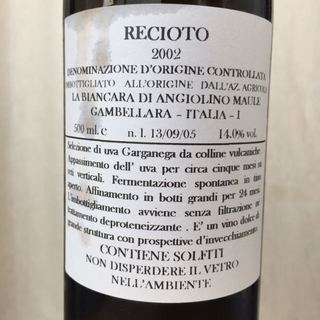 RECIOTO
2002
DENOMINAZIONE D'ORIGINE CONTROLLATA
IMBOTTIGLIATO ALL'ORIGINE DALL'AZ. AGRICOLA
LA BIANCARA DI ANGIOLINO MAULE
GAMBELLARA - ITALIA - I
500 ml. e n. l. 13/09/05 14.0% vol.
Selezione di uva Garganega da colline vulcaniche.
Appassimento dell' uva per circa cinque mesi su
reti verticali. Fermentazione spontanea in tino
aperto. Affinamento in botti grandi per 24 mesi.
L'imbottigliamento avviene senza filtrazione ne
trattamento deproteneizzante . E' un vino dolce di
grande struttura con prospettive d'invecchiamento.
CONTIENE SOLFITI
NON DISPERDERE IL VETRO
NELL'AMBIENTE